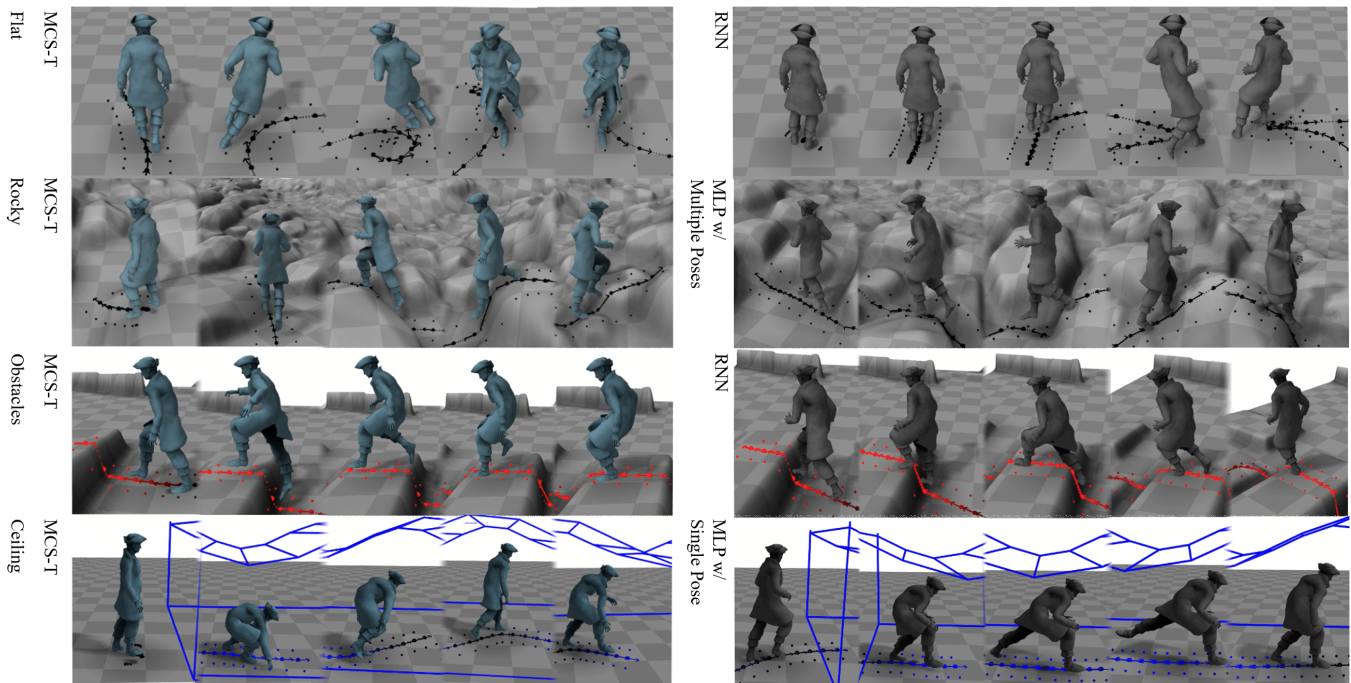 MCS-T
Flat
RNN
MCS-T
Rocky
MLP w/
Multiple Poses
MCS-T
Obstacles
RNN
MCS-T
Ceiling
MLP w/
Single Pose